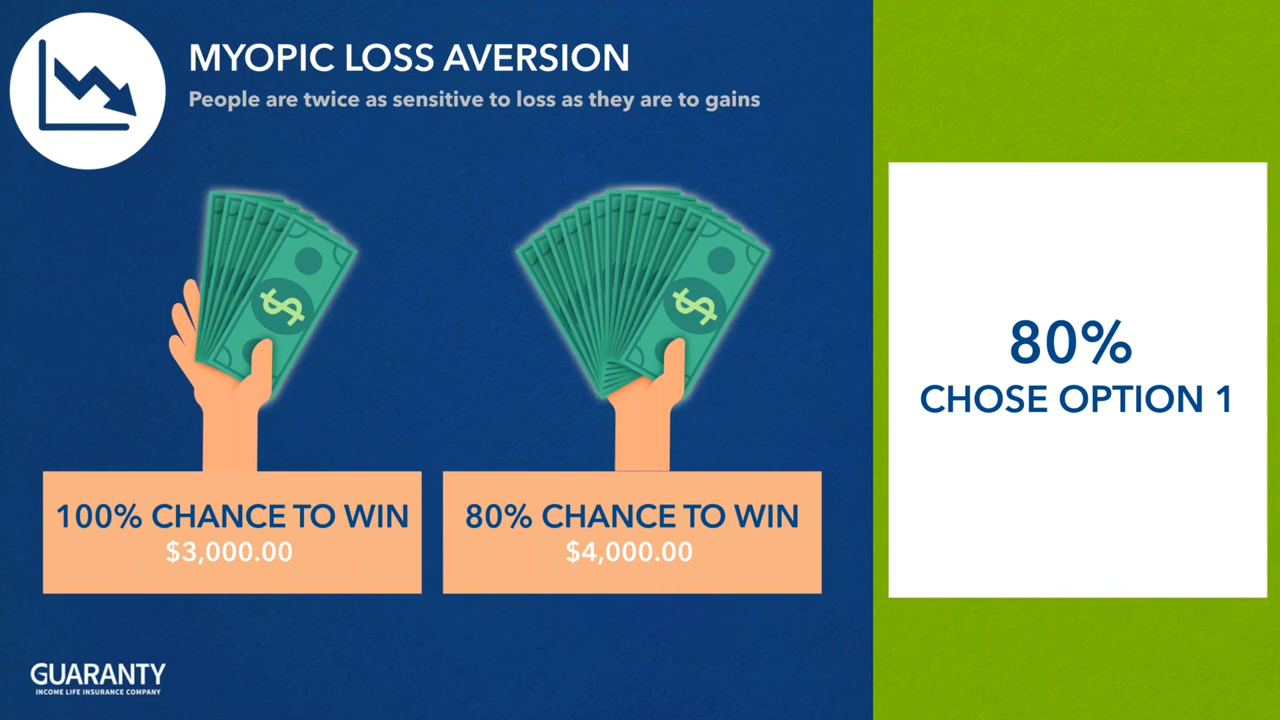 MYOPIC LOSS AVERSION
People are twice as sensitive to loss as they are to gains
$
$
100% CHANCE TO WIN
$3,000.00
80% CHANCE TO WIN
$4,000.00
80%
CHOSE OPTION 1
GUARANTY
INCOME LIFE INSURANCE COMPANY